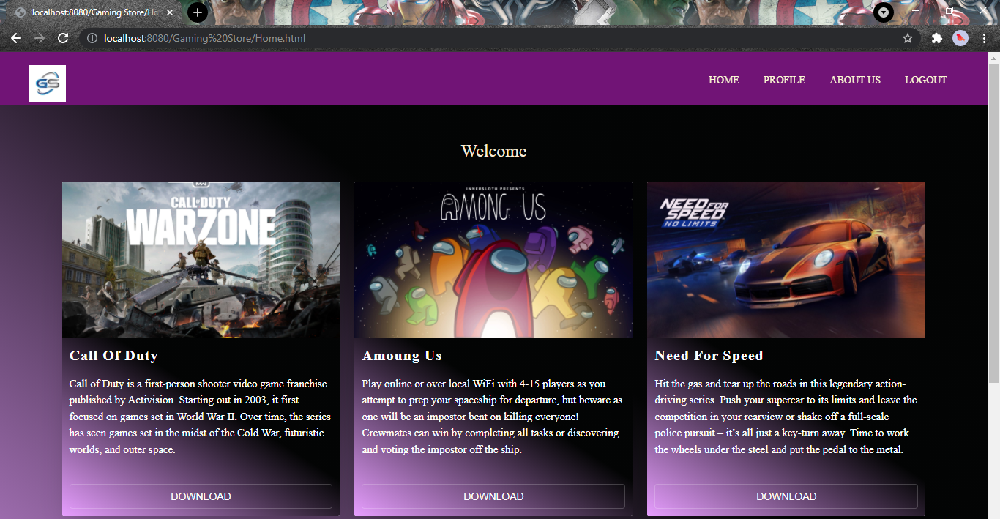 localhost:8080/Gaming Store/Ho
localhost:8080/Gaming%20Store/Home.html
GS
HOME PROFILE ABOUT US LOGOUT
Welcome
MW
CALL OF DUTY
WARZONE
Call Of Duty
Call of Duty is a first-person shooter video game franchise
published by Activision. Starting out in 2003, it first
focused on games set in World War II. Over time, the series
has seen games set in the midst of the Cold War, futuristic
worlds, and outer space.
DOWNLOAD
INNERSLOTH PRESENTS
AMONG US
Amoung Us
Play online or over local WiFi with 4-15 players as you
attempt to prep your spaceship for departure, but beware as
one will be an impostor bent on killing everyone!
Crewmates can win by completing all tasks or discovering
and voting the impostor off the ship.
DOWNLOAD
NEED FOR
SPEED
NO LIMITS
Need For Speed
Hit the gas and tear up the roads in this legendary action-
driving series. Push your supercar to its limits and leave the
competition in your rearview or shake off a full-scale
police pursuit – it’s all just a key-turn away. Time to work
the wheels under the steel and put the pedal to the metal.
DOWNLOAD